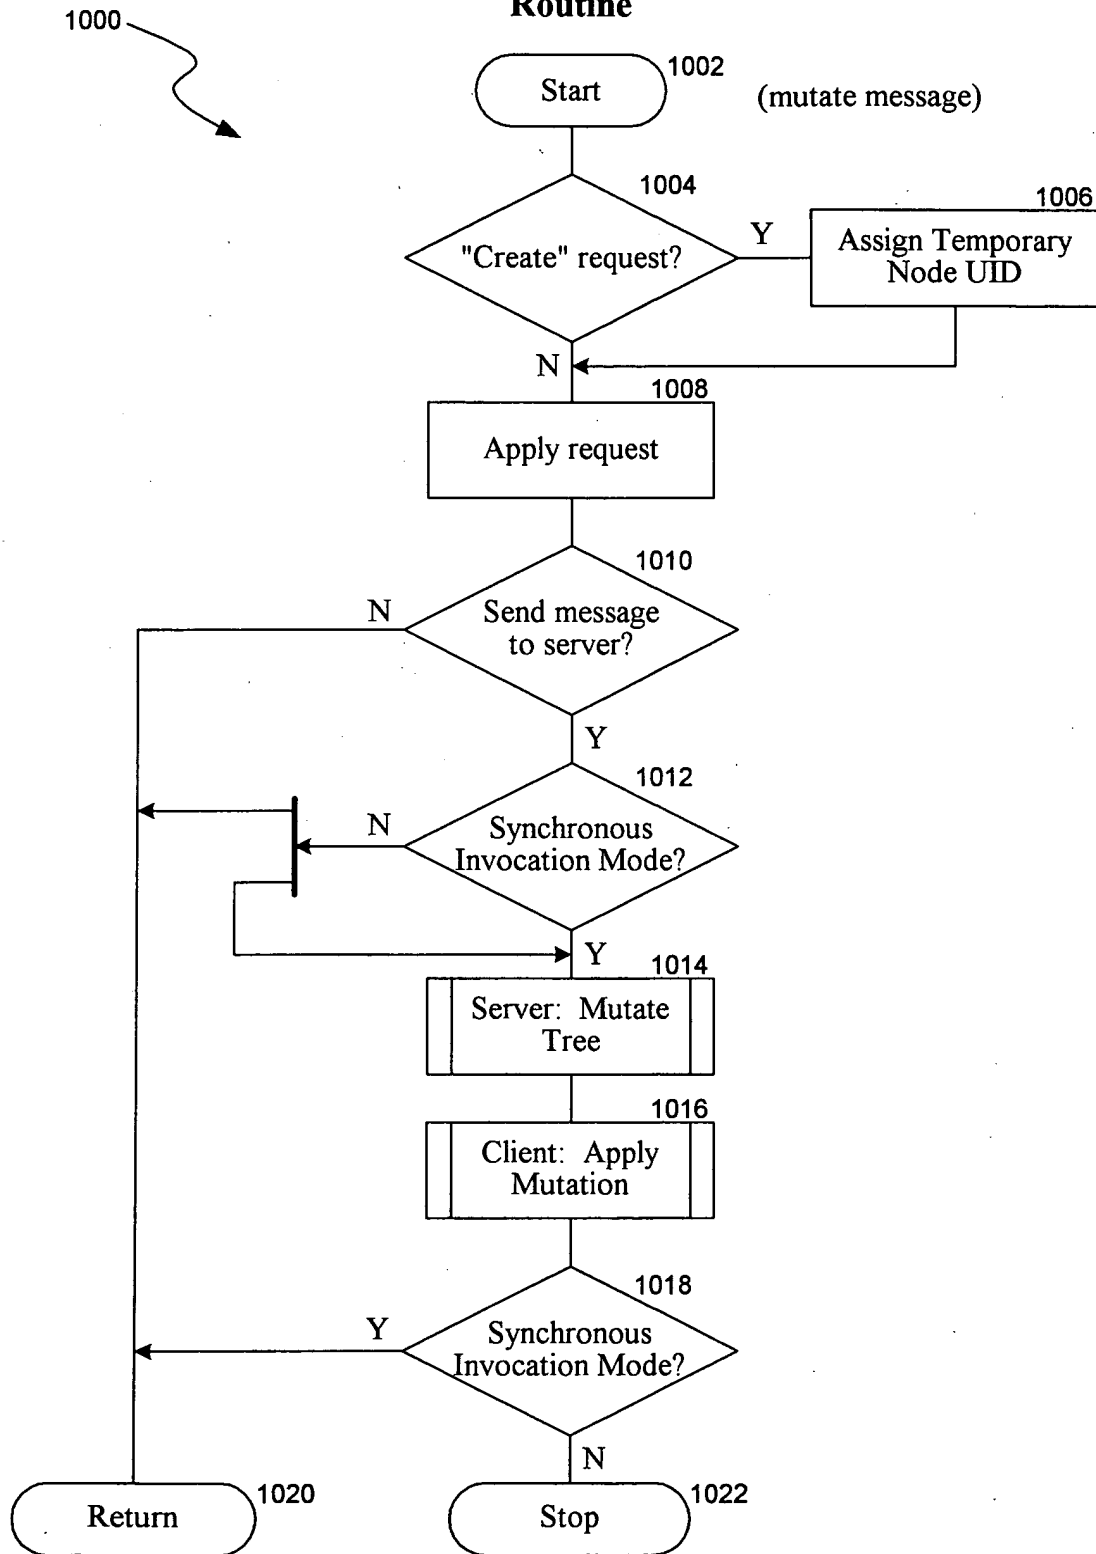 Routine
1000
1002
Start
(mutate message)
1004
1006
"Create" request?
Y
Assign Temporary
Node UID
N
1008
Apply request
1010
N
Send message
to server?
Y
1012
N
Synchronous
Invocation Mode?
Y
1014
Server: Mutate
Tree
1016
Client: Apply
Mutation
1018
Y
Synchronous
Invocation Mode?
N
1020
Return
1022
Stop